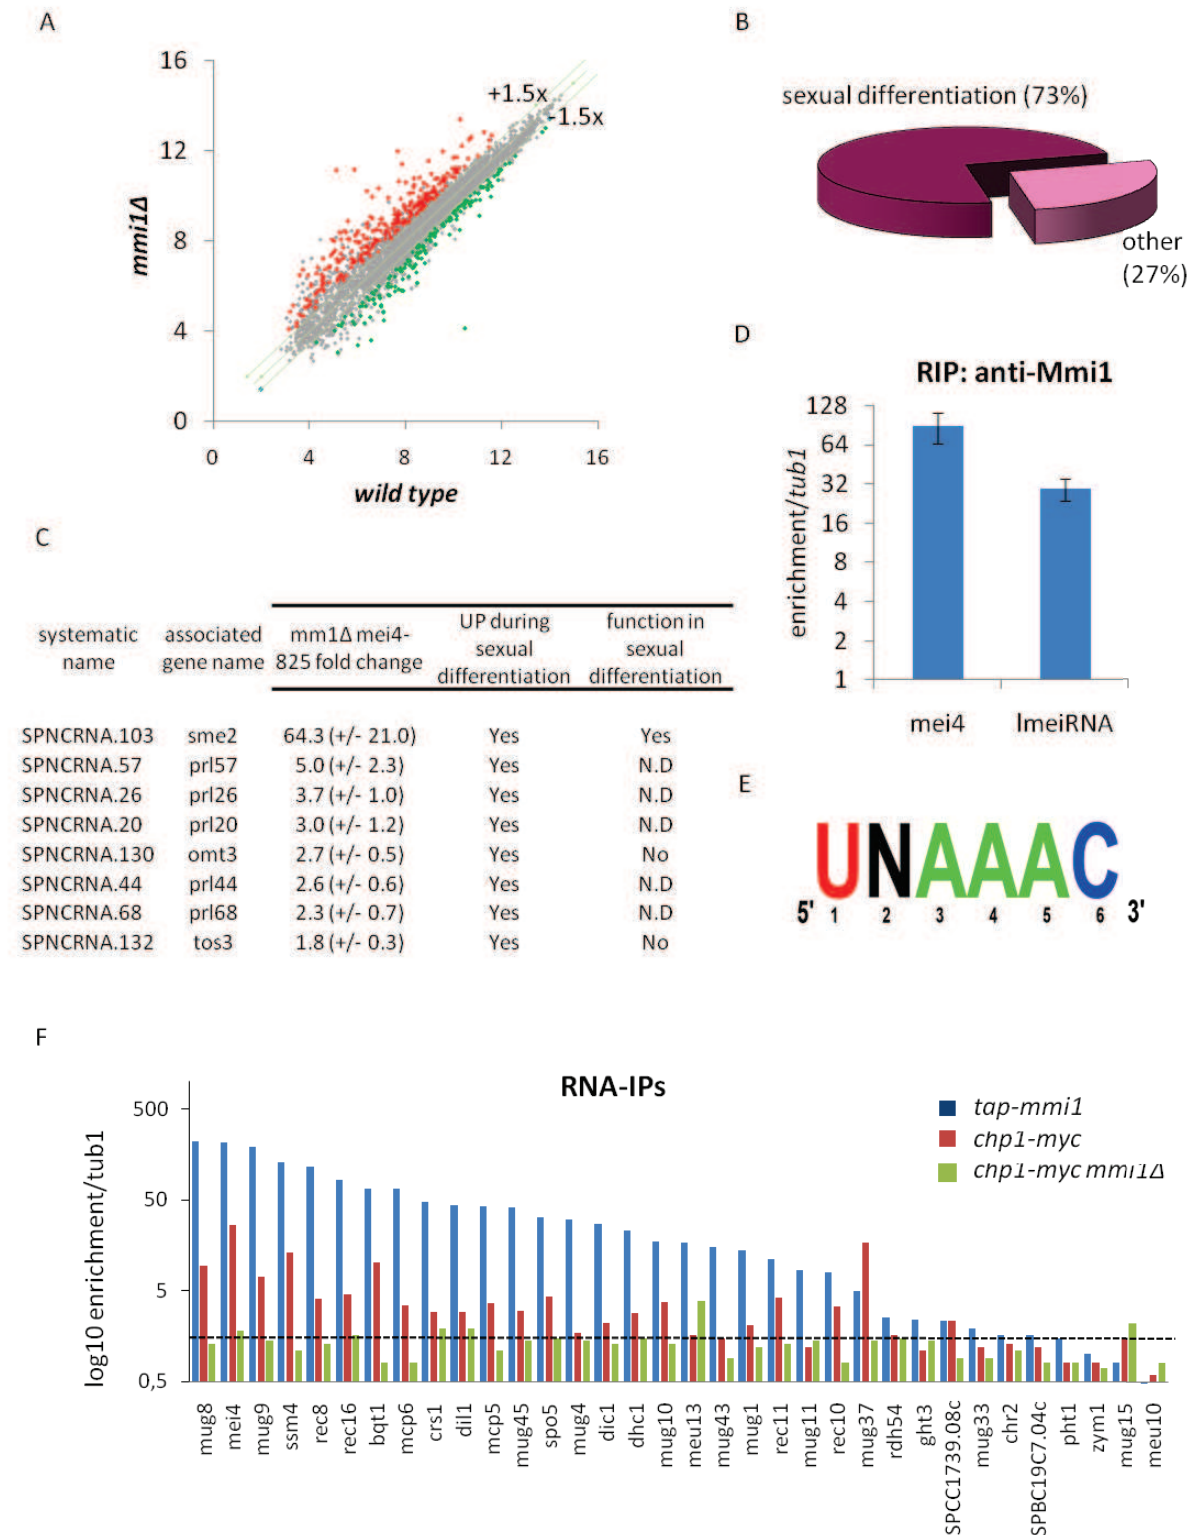 A
16
12
8
4
0
0 4 8 12 16
+1.5x
-1.5x
mmi1Δ
wild type
B
sexual differentiation (73%)
other
(27%)
C
systematic
name
associated
gene name
mm1Δ mei4-
825 fold change
UP during
sexual
differentiation
function in
sexual
differentiation
SPNCRNA.103 sme2 64.3 (+/- 21.0) Yes Yes
SPNCRNA.57 prl57 5.0 (+/- 2.3) Yes N.D
SPNCRNA.26 prl26 3.7 (+/- 1.0) Yes N.D
SPNCRNA.20 prl20 3.0 (+/- 1.2) Yes N.D
SPNCRNA.130 omt3 2.7 (+/- 0.5) Yes No
SPNCRNA.44 prl44 2.6 (+/- 0.6) Yes N.D
SPNCRNA.68 prl68 2.3 (+/- 0.7) Yes N.D
SPNCRNA.132 tos3 1.8 (+/- 0.3) Yes No
D
RIP: anti-Mmi1
enrichment/tub1
128
64
32
16
8
4
2
1
mei4 lmeiRNA
E
UNAAAC
5' 1 2 3 4 5 6 3'
F
RNA-IPs
log10 enrichment/tub1
500
50
5
0,5
tap-mmi1
chp1-myc
chp1-myc mmi1Δ
mug8
mei4
mug9
ssm4
rec8
rec16
bqt1
mcp6
crs1
dil1
mcp5
mug45
spo5
mug4
dic1
dhc1
mug10
meu13
mug43
mug1
rec11
mug11
rec10
mug37
rdh54
ght3
SPCC1739.08c
mug33
chr2
SPBC19C7.04c
pht1
zym1
mug15
meu10